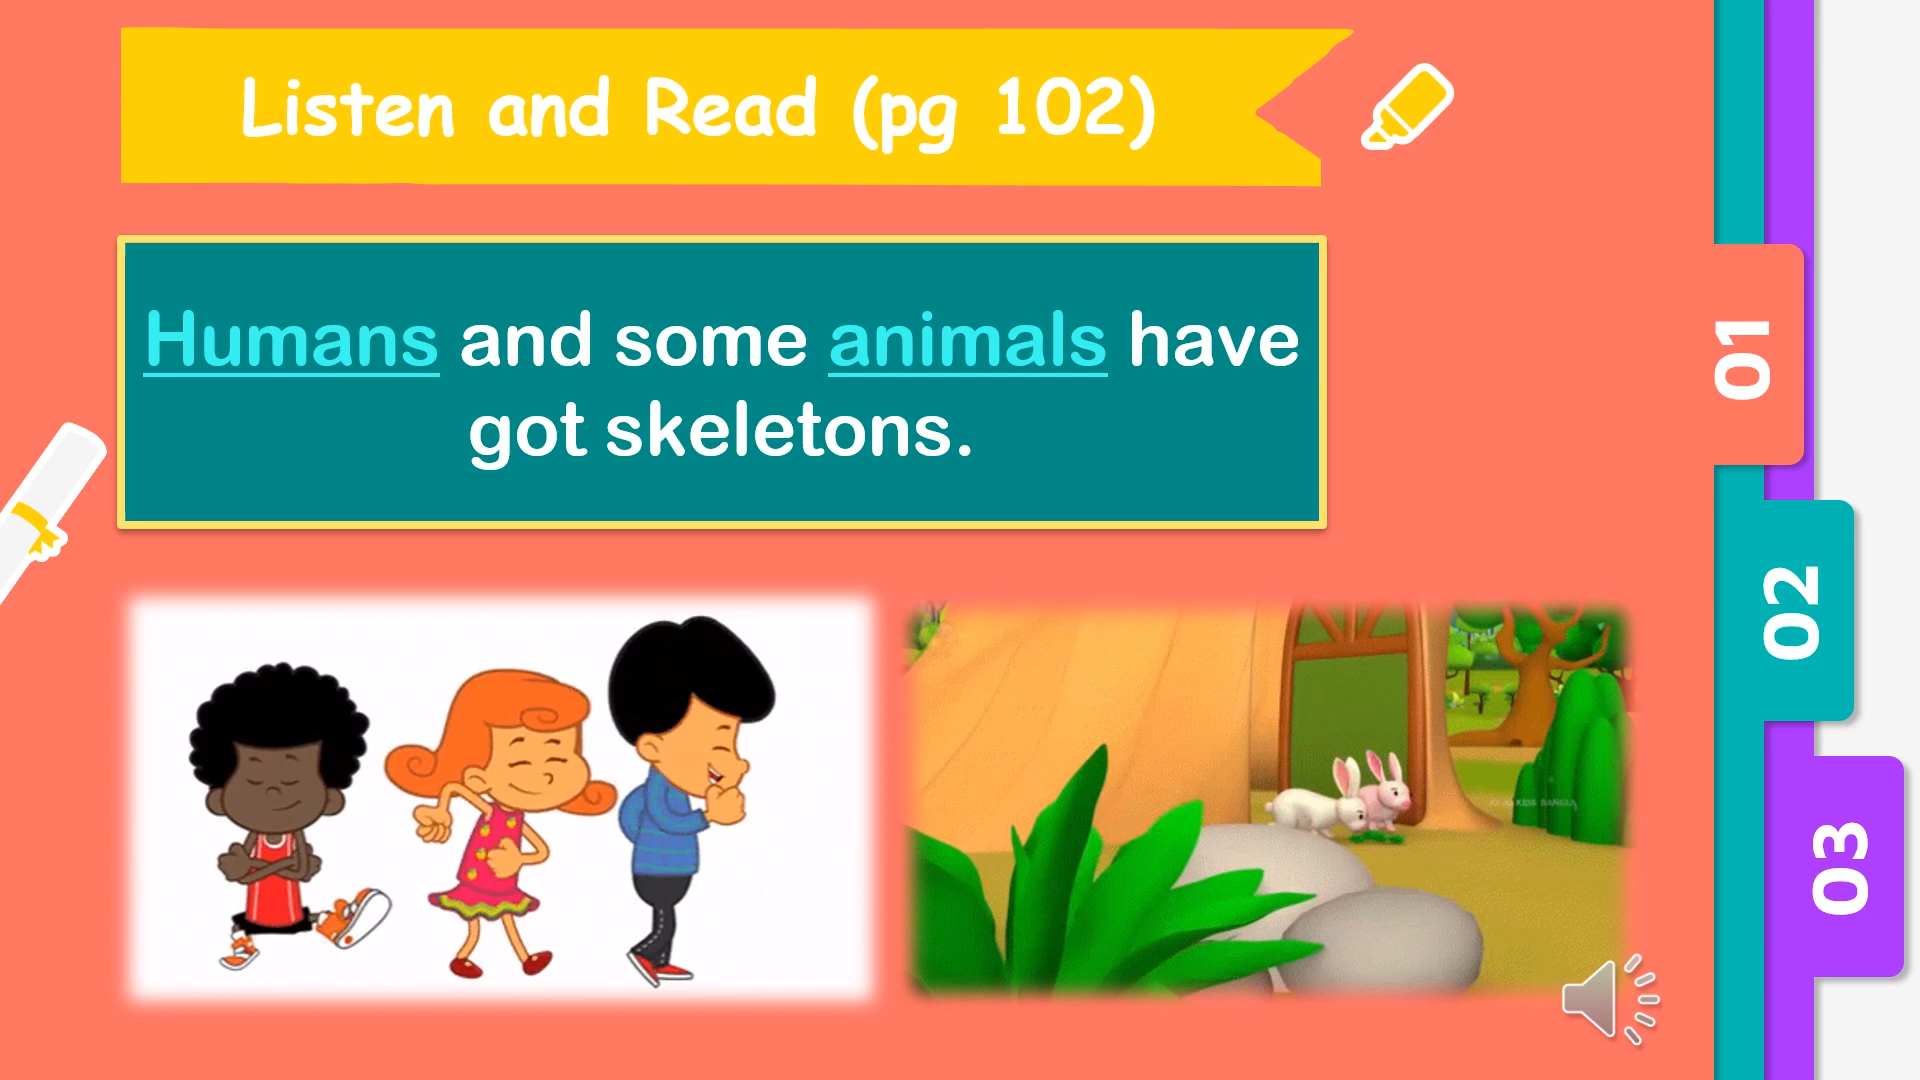 Listen and Read (pg 102)
Humans and some animals have
got skeletons.
01
02
03